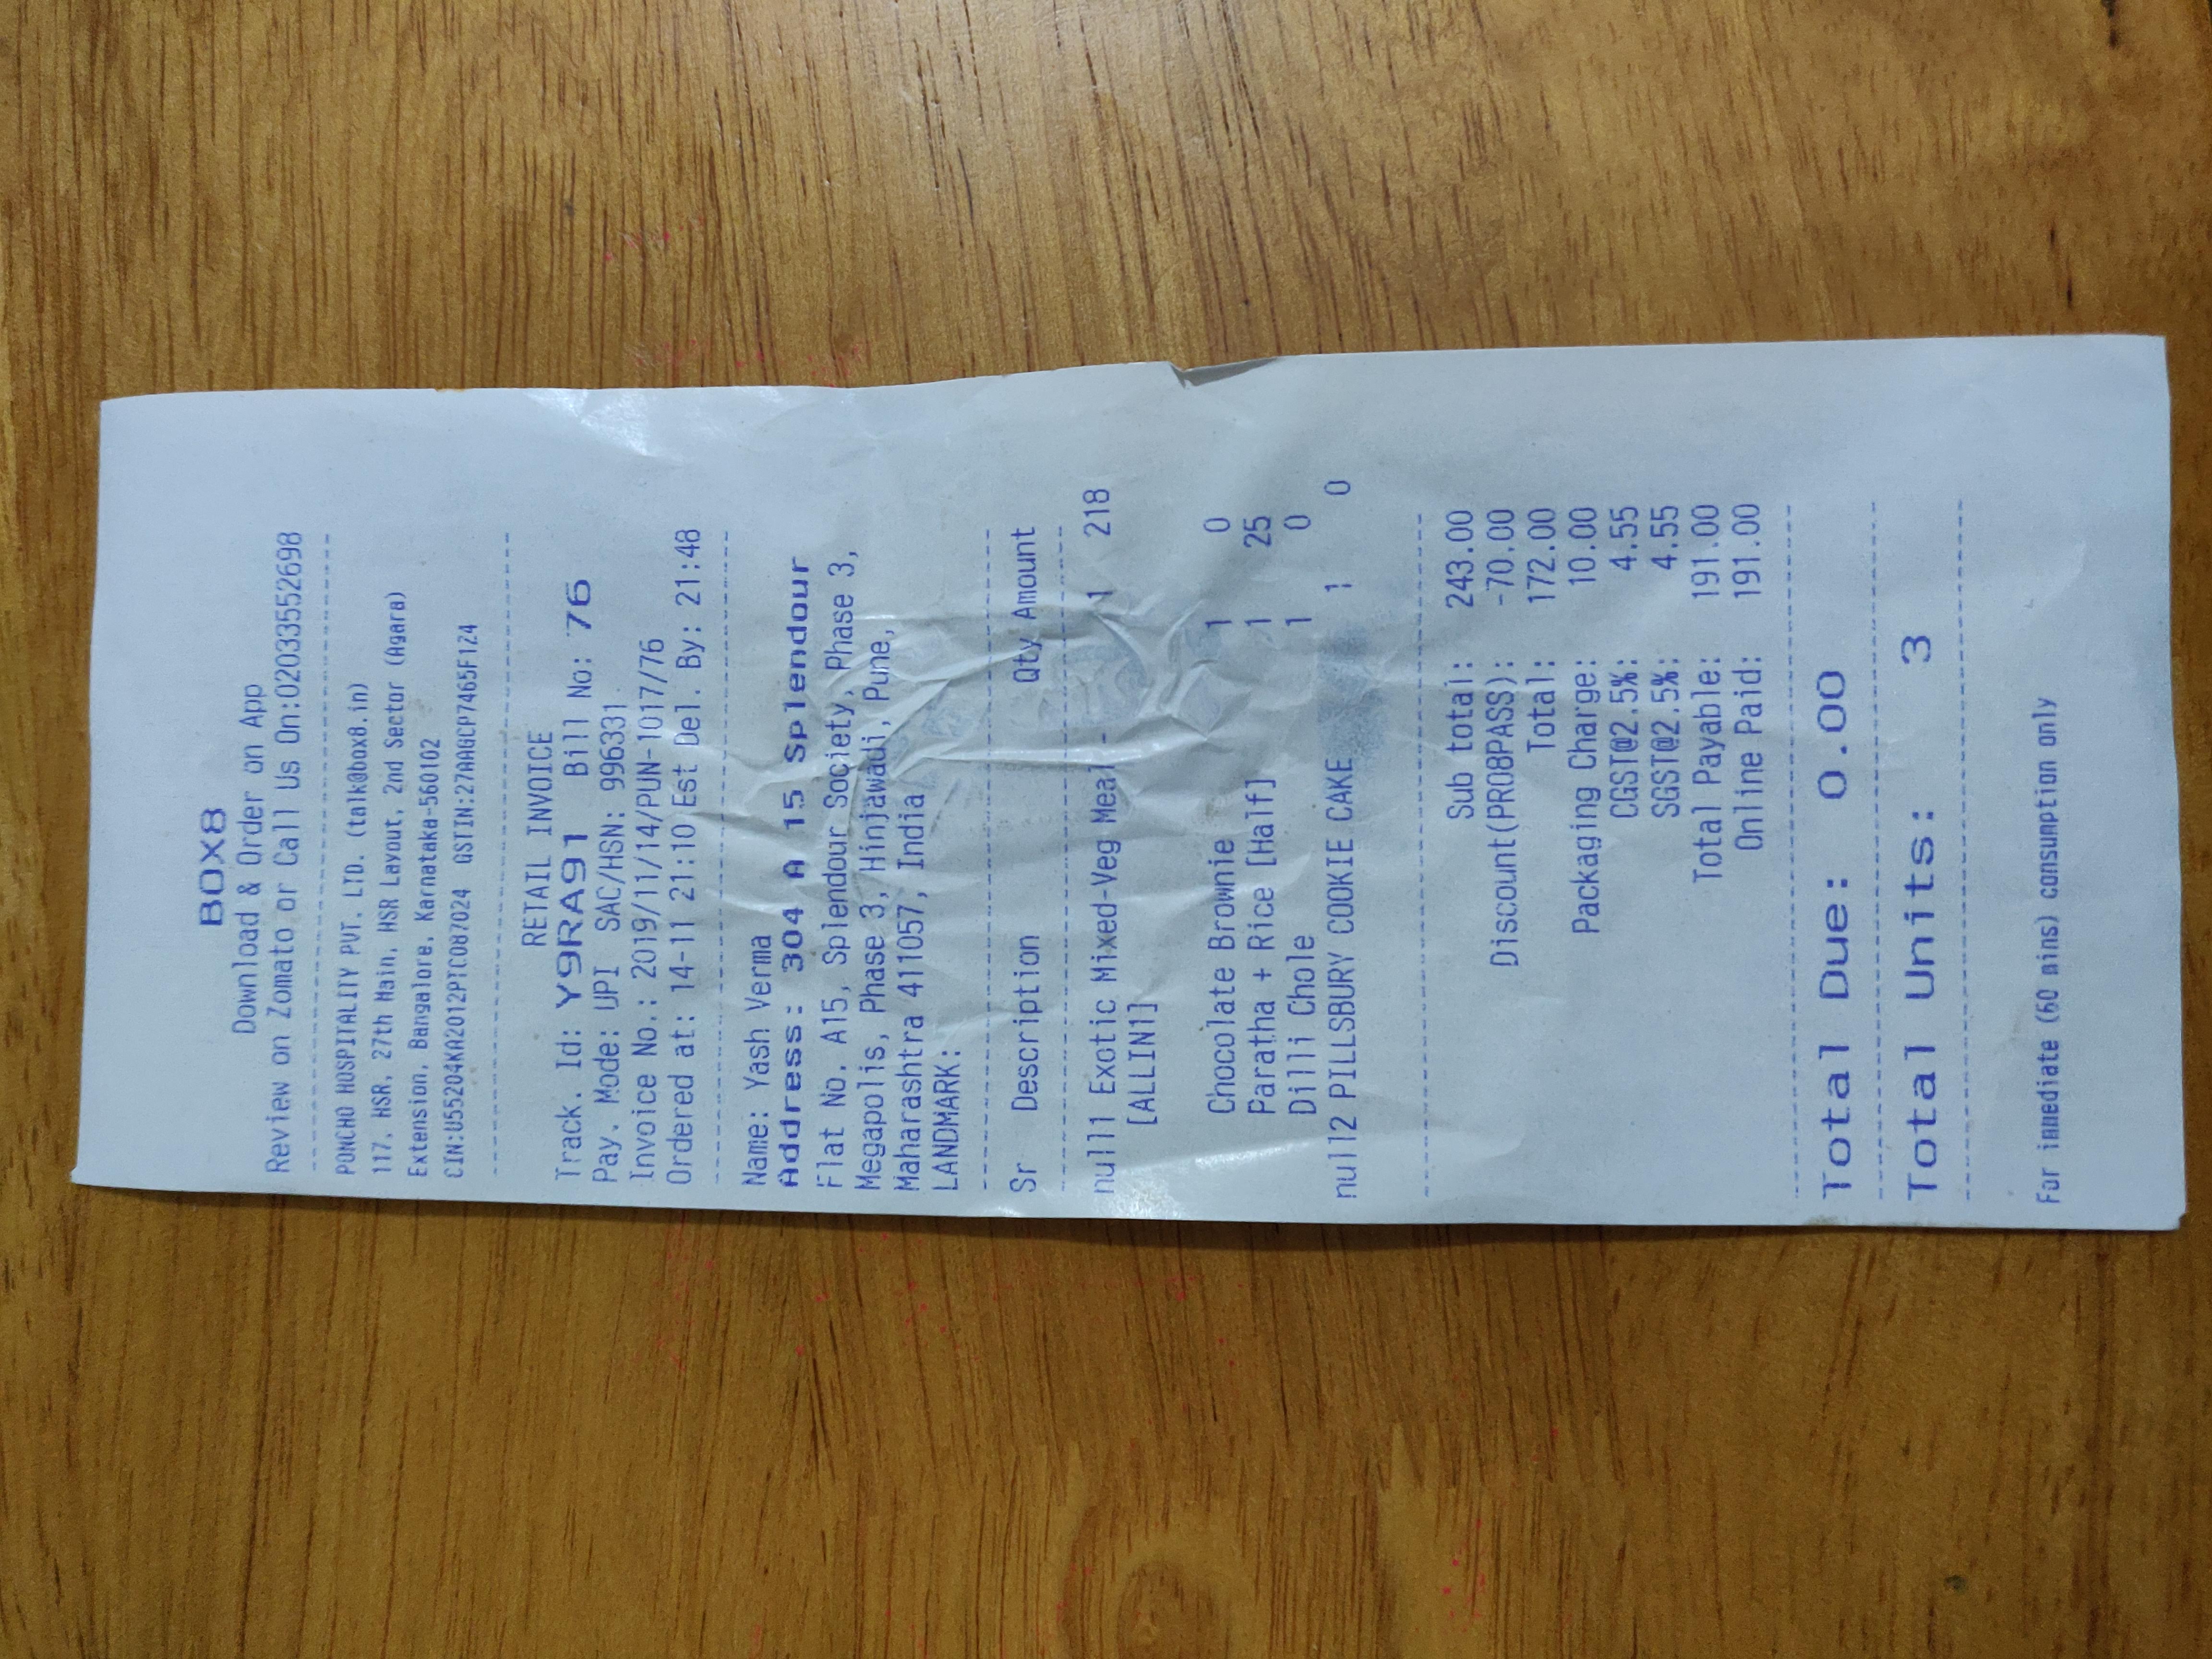 BOX8
Download & Order on App
Review on Zomato or Call Us On:02033552698
PONCHO HOSPITALITY PVT. LTD. (talk@box8.in)
117, HSR, 27th Main, HSR Layout, 2nd Sector (Agara)
Extension, Bangalore, Karnataka-560102
CIN:U55204KA2012PTC087024 GSTIN:27AAGCP7465F1Z4
RETAIL INVOICE
Track. Id: Y9RA91 Bill No: 76
Pay. Mode: UPI SAC/HSN: 996331
Invoice No.: 2019/11/14/PUN-1017/76
Ordered at: 14-11 21:10 Est Del. By: 21:48
Name: Yash Verma
Address: 304 A 15 Splendour
Flat No. A15, Splendour Society, Phase 3,
Megapolis, Phase 3, Hinjawadi, Pune,
Maharashtra 411057, India
LANDMARK:
Sr Description Qty Amount
null1 Exotic Mixed-Veg Meal - 1 218
[ALLIN1]
Chocolate Brownie 1 0
Paratha + Rice [Half] 1 25
Dilli Chole 1 0
null2 PILLSBURY COOKIE CAKE 1 0
Sub total: 243.00
Discount(PRO8PASS): -70.00
Total: 172.00
Packaging Charge: 10.00
CGST@2.5%: 4.55
SGST@2.5%: 4.55
Total Payable: 191.00
Online Paid: 191.00
Total Due: 0.00
Total Units: 3
For immediate (60 mins) consumption only